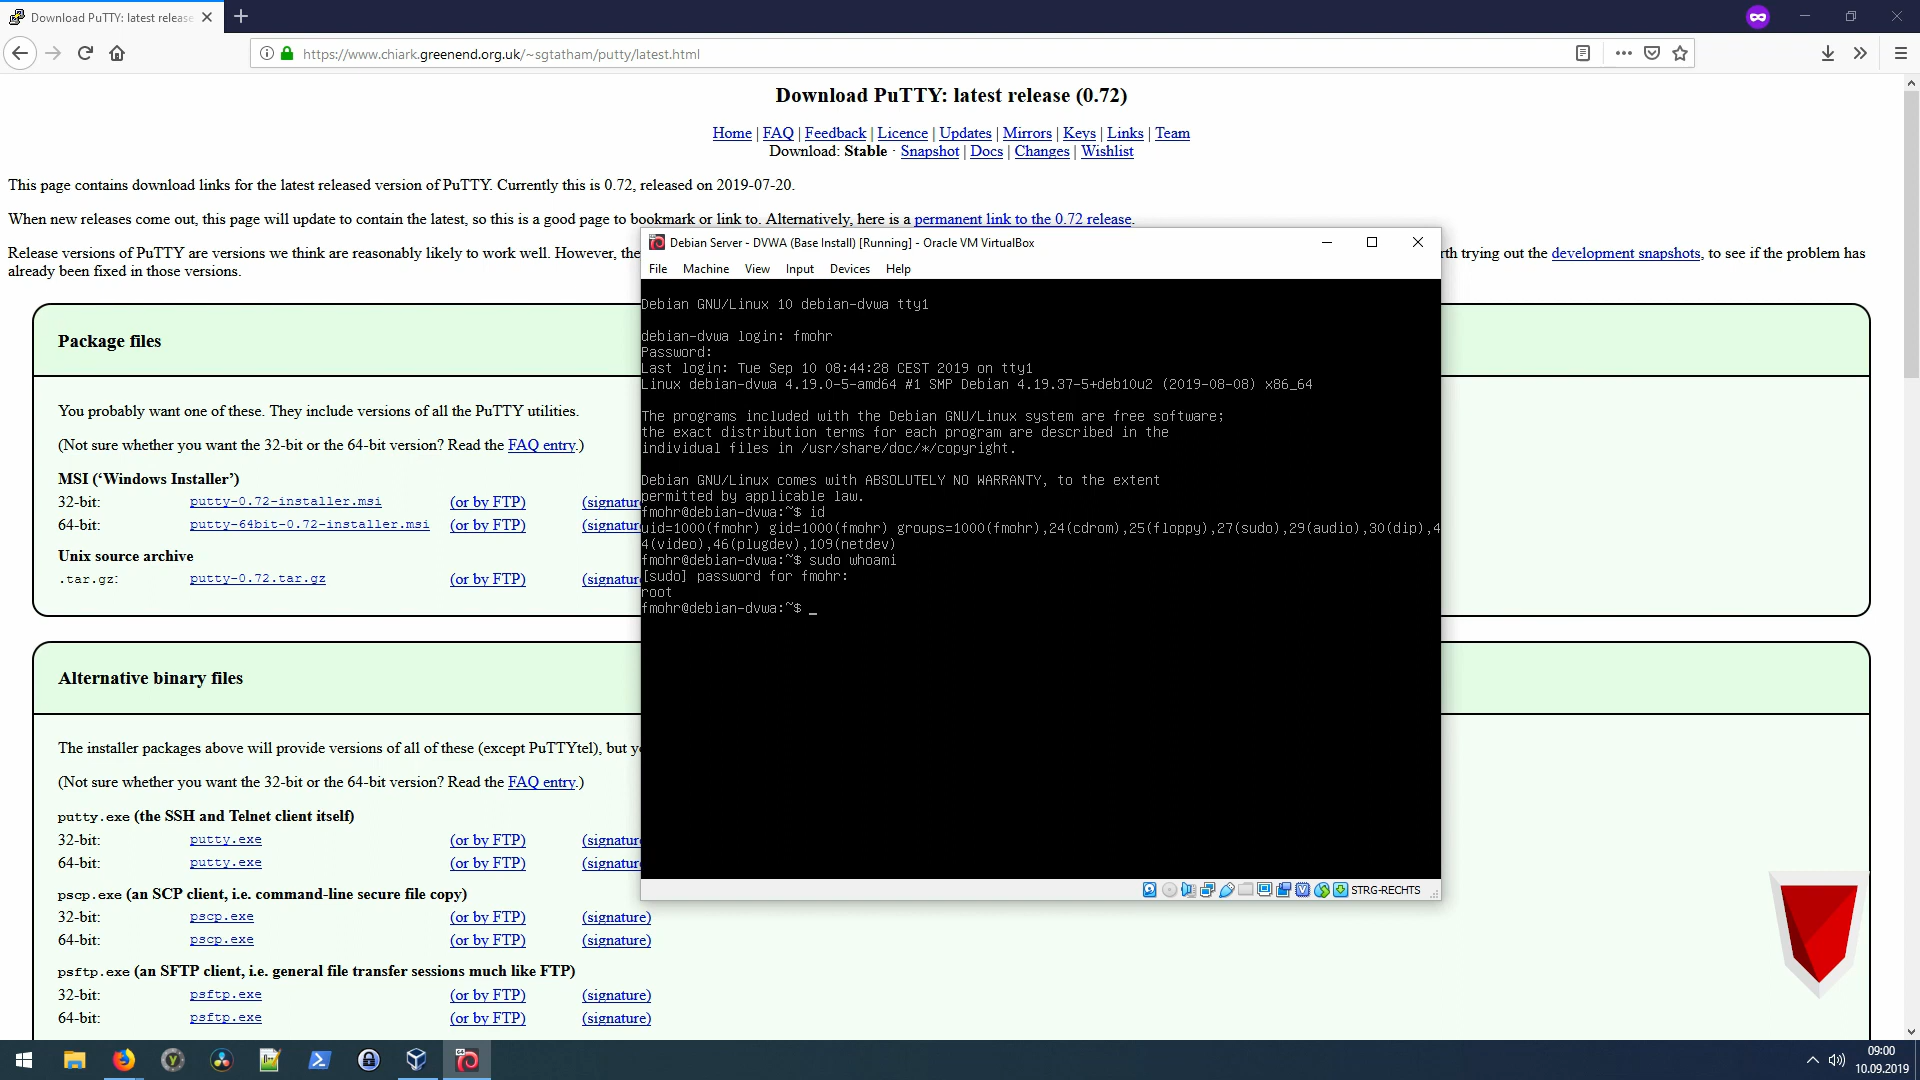 Download PuTTY: latest release
https://www.chiark.greenend.org.uk/~sgtatham/putty/latest.html
Download PuTTY: latest release (0.72)
Home | FAQ | Feedback | Licence | Updates | Mirrors | Keys | Links | Team
Download: Stable · Snapshot | Docs | Changes | Wishlist
This page contains download links for the latest released version of PuTTY. Currently this is 0.72, released on 2019-07-20.
When new releases come out, this page will update to contain the latest, so this is a good page to bookmark or link to. Alternatively, here is a permanent link to the 0.72 release.
Release versions of PuTTY are versions we think are reasonably likely to work well. However, the
rth trying out the development snapshots, to see if the problem has
already been fixed in those versions.
Package files
You probably want one of these. They include versions of all the PuTTY utilities.
(Not sure whether you want the 32-bit or the 64-bit version? Read the FAQ entry.)
MSI (‘Windows Installer’)
32-bit: putty-0.72-installer.msi (or by FTP) (signature
64-bit: putty-64bit-0.72-installer.msi (or by FTP) (signature
Unix source archive
.tar.gz: putty-0.72.tar.gz (or by FTP) (signature
Alternative binary files
The installer packages above will provide versions of all of these (except PuTTYtel), but yo
(Not sure whether you want the 32-bit or the 64-bit version? Read the FAQ entry.)
putty.exe (the SSH and Telnet client itself)
32-bit: putty.exe (or by FTP) (signature
64-bit: putty.exe (or by FTP) (signature
pscp.exe (an SCP client, i.e. command-line secure file copy)
32-bit: pscp.exe (or by FTP) (signature)
64-bit: pscp.exe (or by FTP) (signature)
psftp.exe (an SFTP client, i.e. general file transfer sessions much like FTP)
32-bit: psftp.exe (or by FTP) (signature)
64-bit: psftp.exe (or by FTP) (signature)
Debian Server - DVWA (Base Install) [Running] - Oracle VM VirtualBox
File Machine View Input Devices Help
Debian GNU/Linux 10 debian-dvwa tty1
debian-dvwa login: fmohr
Password:
Last login: Tue Sep 10 08:44:28 CEST 2019 on tty1
Linux debian-dvwa 4.19.0-5-amd64 #1 SMP Debian 4.19.37-5+deb10u2 (2019-08-08) x86_64
The programs included with the Debian GNU/Linux system are free software;
the exact distribution terms for each program are described in the
individual files in /usr/share/doc/*/copyright.
Debian GNU/Linux comes with ABSOLUTELY NO WARRANTY, to the extent
permitted by applicable law.
fmohr@debian-dvwa:~$ id
uid=1000(fmohr) gid=1000(fmohr) groups=1000(fmohr),24(cdrom),25(floppy),27(sudo),29(audio),30(dip),4
4(video),46(plugdev),109(netdev)
fmohr@debian-dvwa:~$ sudo whoami
[sudo] password for fmohr:
root
fmohr@debian-dvwa:~$ _
STRG-RECHTS
09:00
10.09.2019